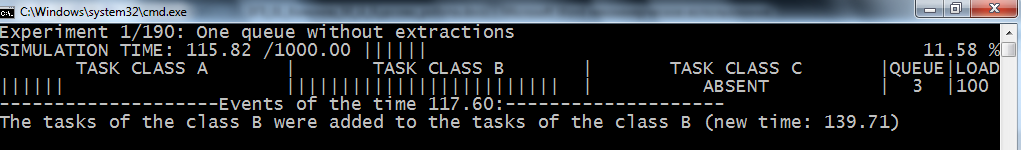 C:\Windows\system32\cmd.exe
Experiment 1/190: One queue without extractions
SIMULATION TIME: 115.82 /1000.00 |||||| 11.58 %
TASK CLASS A | TASK CLASS B | TASK CLASS C |QUEUE|LOAD
|||||| ||||||||||||||||||||||||| | ABSENT | 3 |100
--------------------Events of the time 117.60:--------------------
The tasks of the class B were added to the tasks of the class B (new time: 139.71)